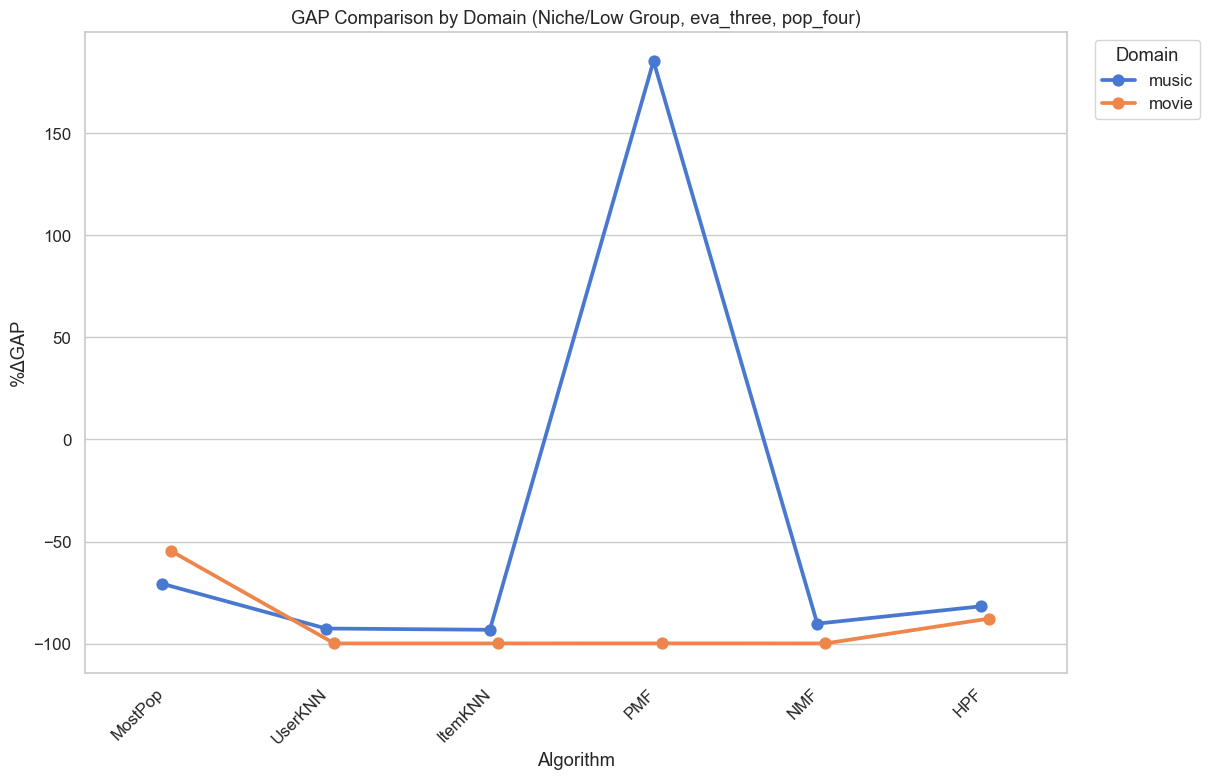 GAP Comparison by Domain (Niche/Low Group, eva_three, pop_four)
Domain
music
movie
%ΔGAP
150
100
50
0
−50
−100
MostPop
UserKNN
ItemKNN
PMF
NMF
HPF
Algorithm